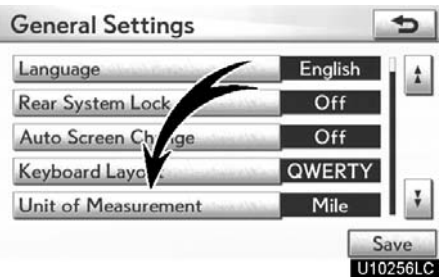 General Settings
Language English
Rear System Lock Off
Auto Screen Change Off
Keyboard Layout QWERTY
Unit of Measurement Mile
Save
U10256LC